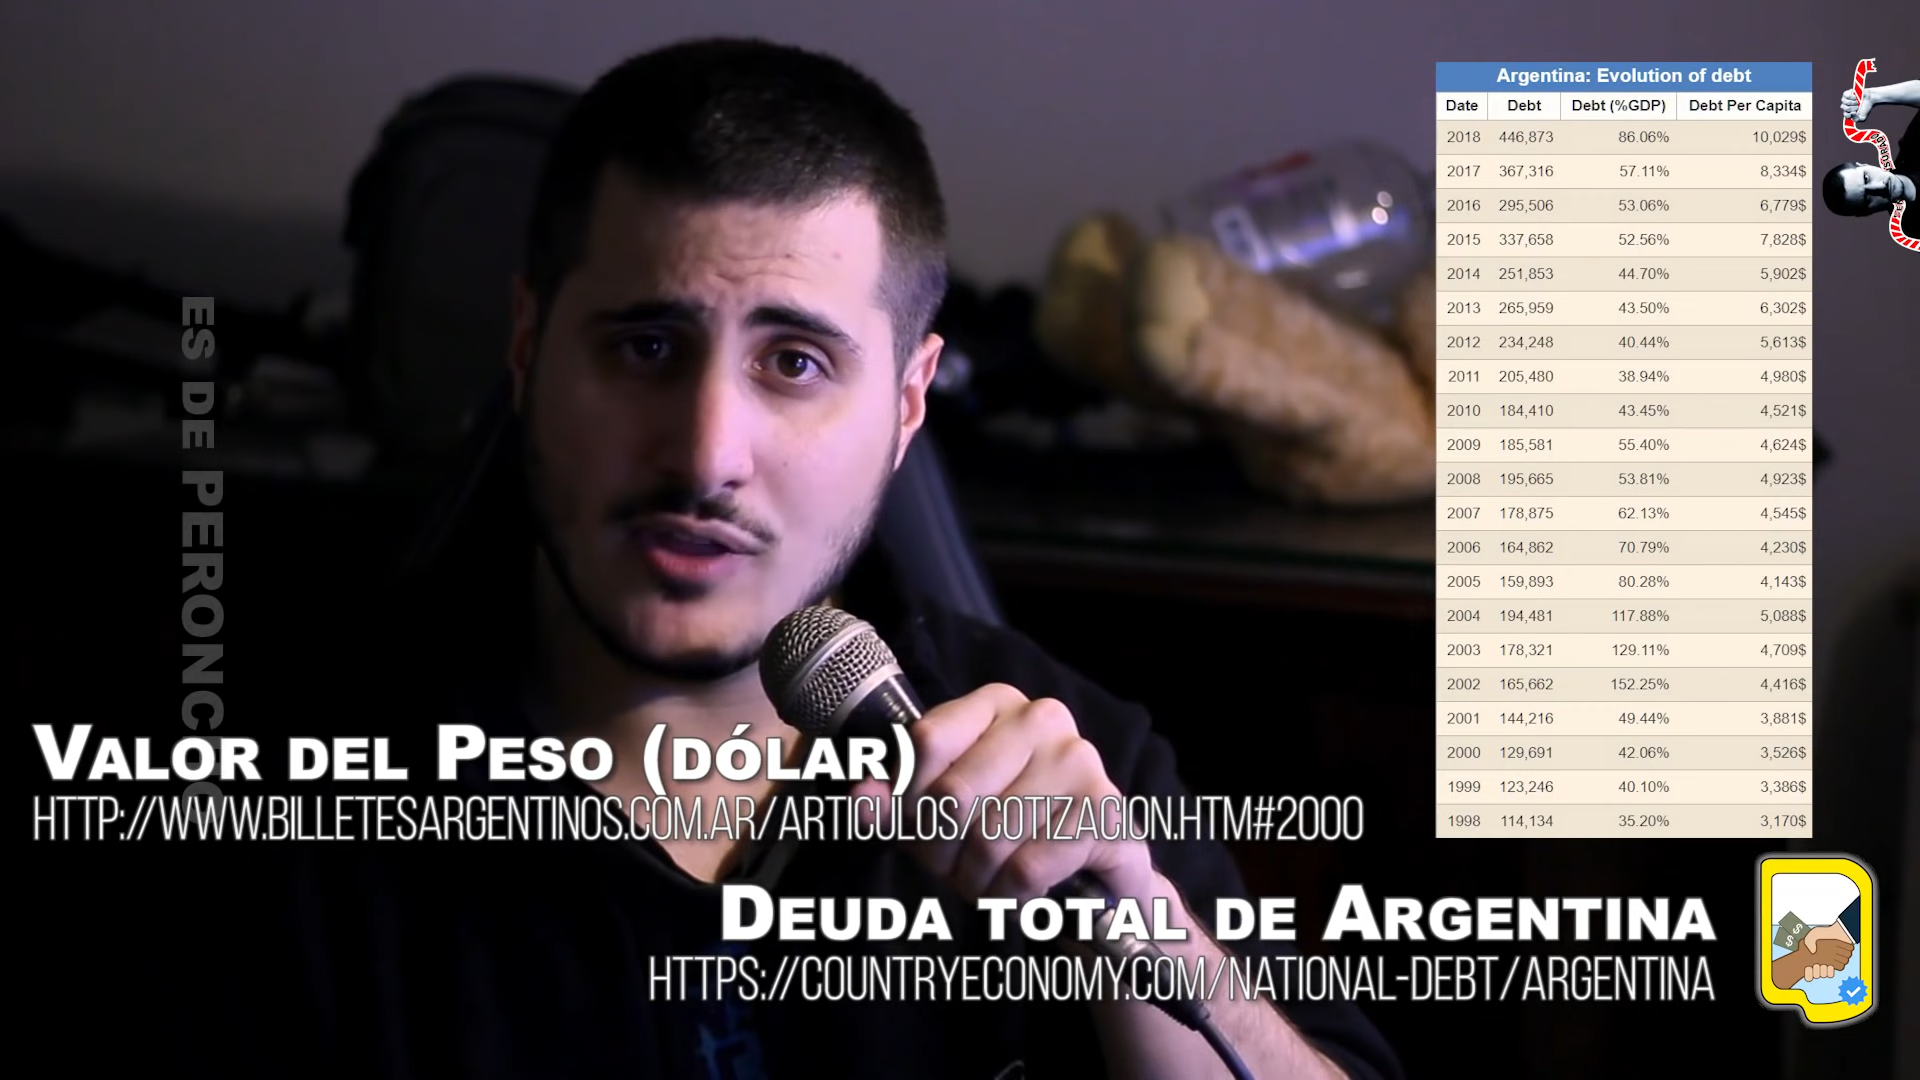 Argentina: Evolution of debt
Date Debt Debt (%GDP) Debt Per Capita
2018 446,873 86.06% 10,029$
2017 367,316 57.11% 8,334$
2016 295,506 53.06% 6,779$
2015 337,658 52.56% 7,828$
2014 251,853 44.70% 5,902$
2013 265,959 43.50% 6,302$
2012 234,248 40.44% 5,613$
2011 205,480 38.94% 4,980$
2010 184,410 43.45% 4,521$
2009 185,581 55.40% 4,624$
2008 195,665 53.81% 4,923$
2007 178,875 62.13% 4,545$
2006 164,862 70.79% 4,230$
2005 159,893 80.28% 4,143$
2004 194,481 117.88% 5,088$
2003 178,321 129.11% 4,709$
2002 165,662 152.25% 4,416$
2001 144,216 49.44% 3,881$
2000 129,691 42.06% 3,526$
1999 123,246 40.10% 3,386$
1998 114,134 35.20% 3,170$
ES DE PERONCHO
VALOR DEL PESO (DÓLAR)
HTTP://WWW.BILLETESARGENTINOS.COM.AR/ARTICULOS/COTIZACION.HTM#2000
DEUDA TOTAL DE ARGENTINA
HTTPS://COUNTRYECONOMY.COM/NATIONAL-DEBT/ARGENTINA
$ $